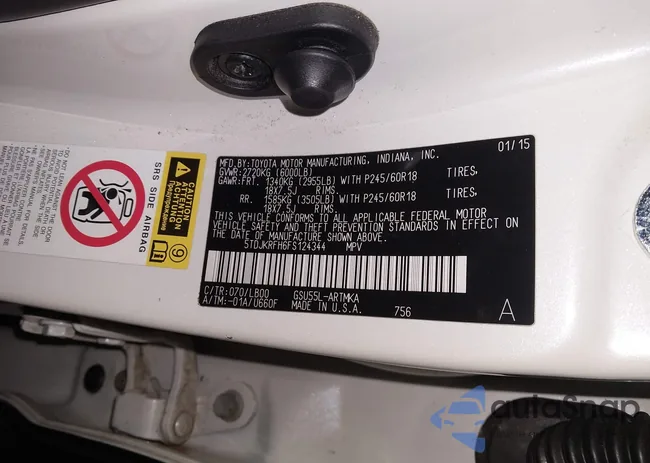 MFD.BY:TOYOTA MOTOR MANUFACTURING, INDIANA, INC. 01/15
GVWR:2720KG (6000LB)
GAWR:FRT. 1340KG (2955LB) WITH P245/60R18 TIRES,
18X7.5J RIMS.
RR. 1585KG (3505LB) WITH P245/60R18 TIRES,
18X7.5J RIMS.
THIS VEHICLE CONFORMS TO ALL APPLICABLE FEDERAL MOTOR
VEHICLE SAFETY AND THEFT PREVENTION STANDARDS IN EFFECT ON
THE DATE OF MANUFACTURE SHOWN ABOVE.
5TDJKRFH6FS124344 MPV
C/TR:070/LB00 GSU55L-ARTMKA
A/TM:-01A/U660F MADE IN U.S.A. 756 A
SRS SIDE AIRBAG
9
autoSnap